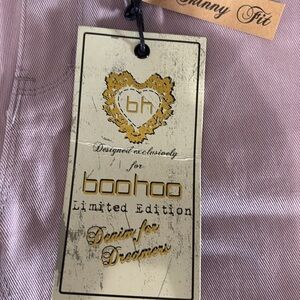 Skinny Fit
bh
Designed exclusively
for
boohoo
Limited Edition
Denim for
Dreamers